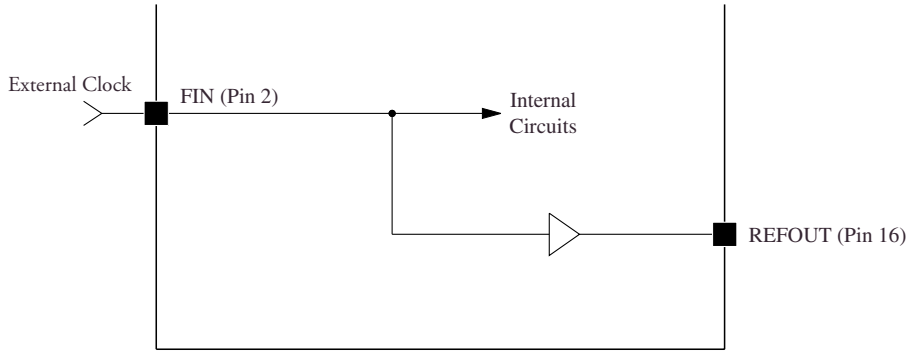 External Clock
FIN (Pin 2)
Internal
Circuits
REFOUT (Pin 16)